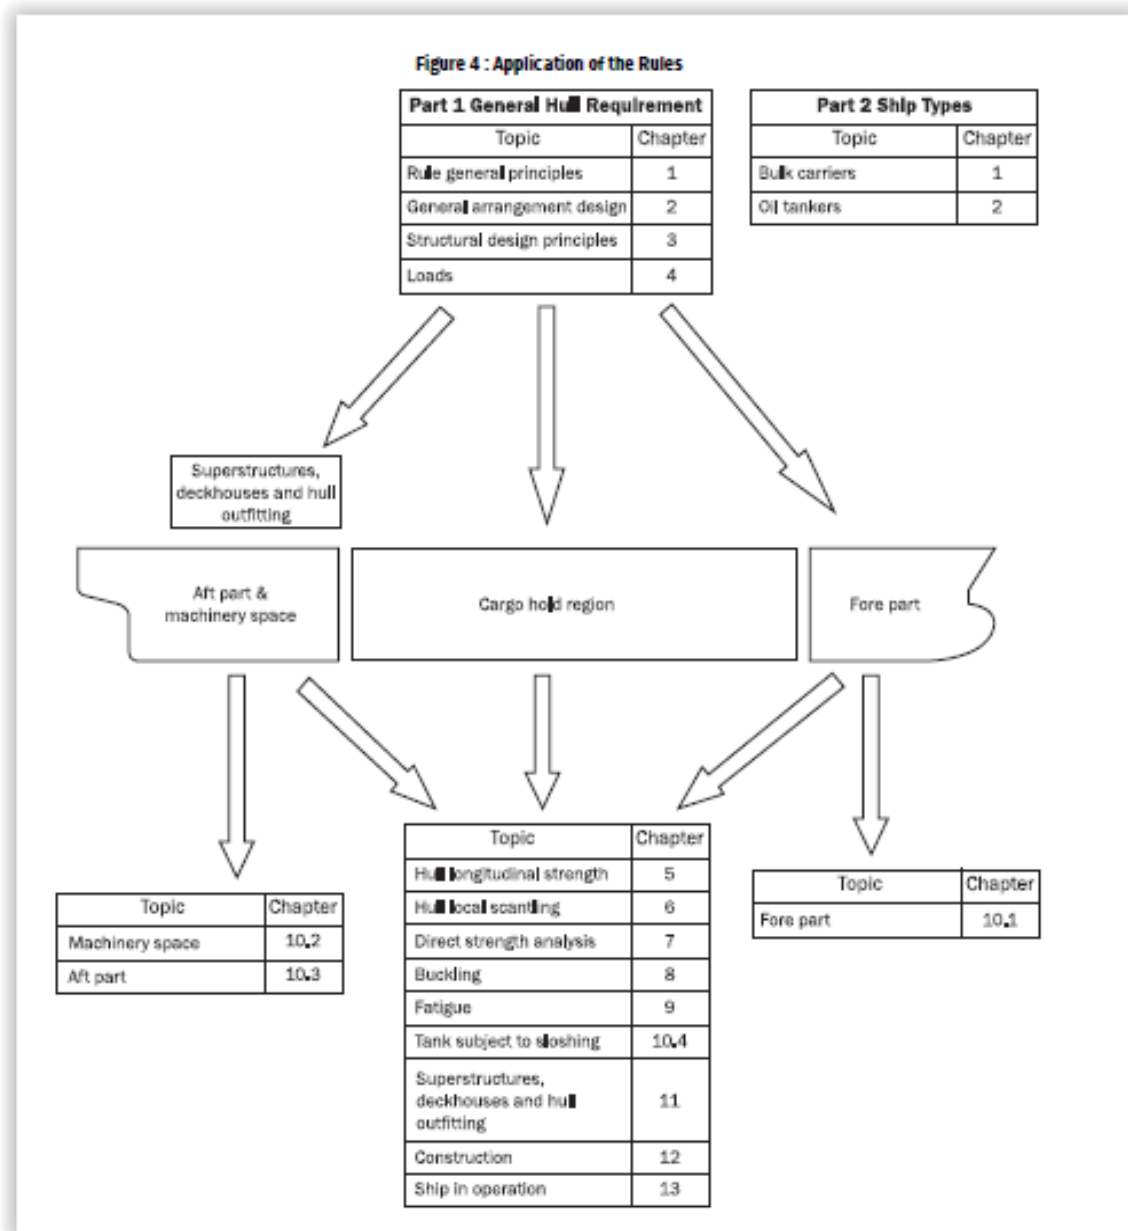 Figure 4 : Application of the Rules
Part 1 General Hull Requirement
Topic Chapter
Rule general principles 1
General arrangement design 2
Structural design principles 3
Loads 4
Part 2 Ship Types
Topic Chapter
Bulk carriers 1
Oil tankers 2
Superstructures,
deckhouses and hull
outfitting
Aft part &
machinery space
Cargo hold region
Fore part
Topic Chapter
Machinery space 10.2
Aft part 10.3
Topic Chapter
Hull longitudinal strength 5
Hull local scantling 6
Direct strength analysis 7
Buckling 8
Fatigue 9
Tank subject to sloshing 10.4
Superstructures,
deckhouses and hull 11
outfitting
Construction 12
Ship in operation 13
Topic Chapter
Fore part 10.1